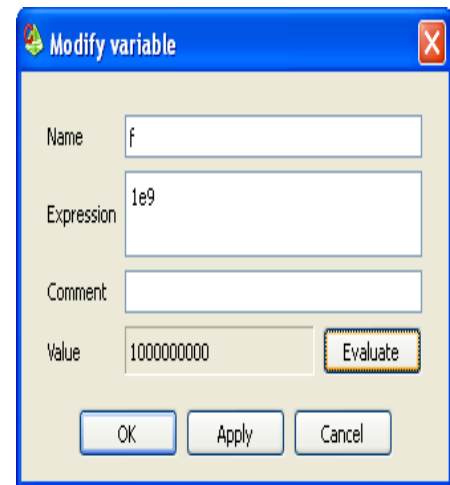 Modify variable
Name f
Expression 1e9
Comment
Value 1000000000 Evaluate
OK Apply Cancel